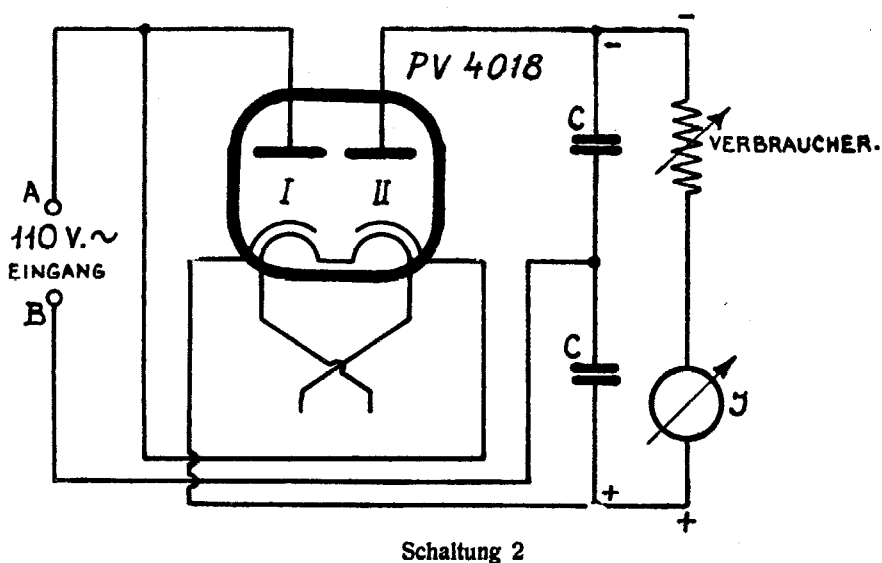 PV 4018
I
II
A
110 V. ~
EINGANG
B
-
-
C
VERBRAUCHER.
C
J
+
+
Schaltung 2